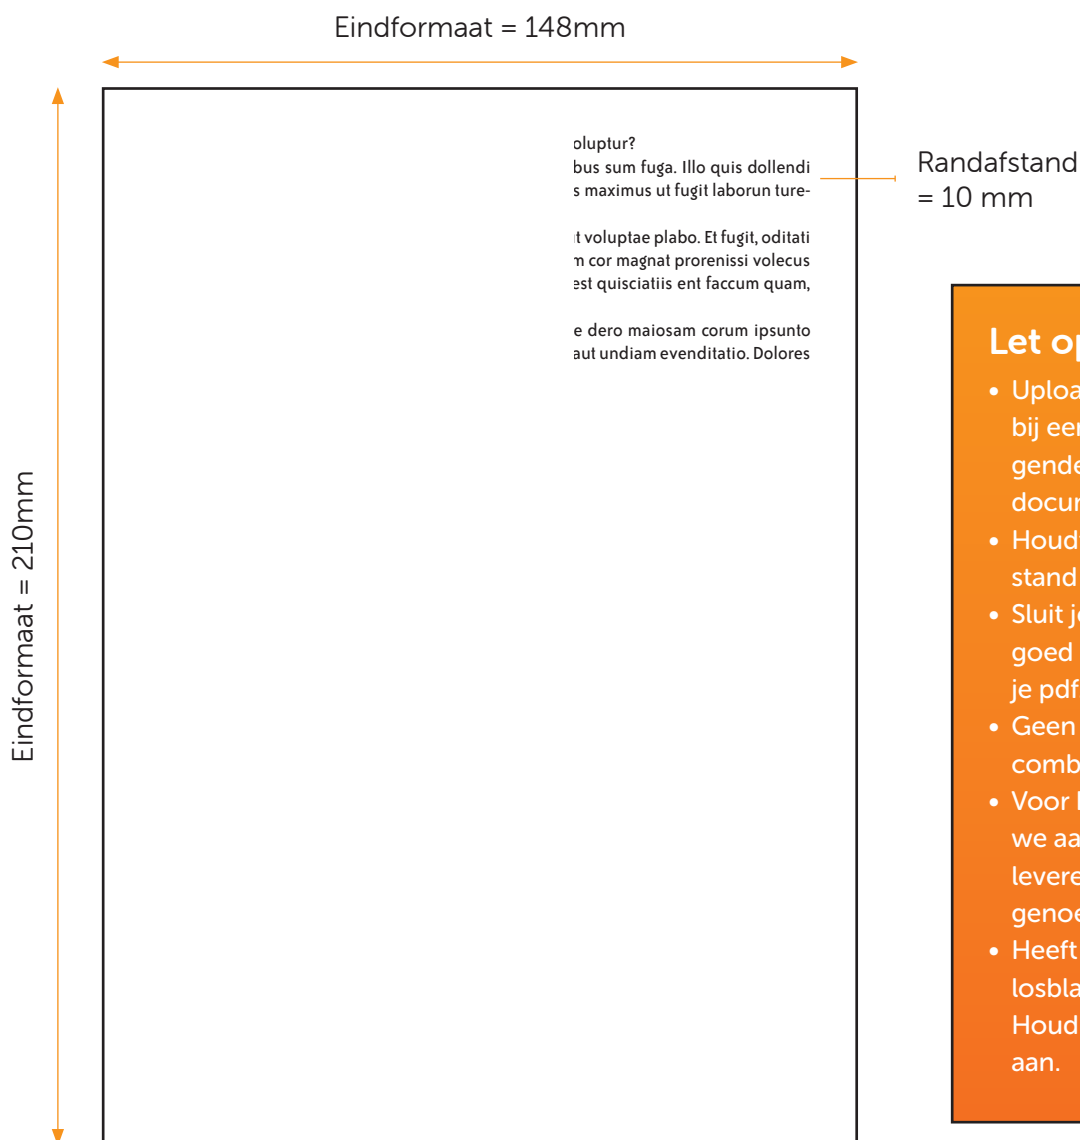 Eindformaat = 148mm
oluptur?
bus sum fuga. Illo quis dollendi
s maximus ut fugit laborun ture-
t voluptae plabo. Et fugit, oditati
m cor magnat prorenissi volecus
est quisciatiis ent faccum quam,
e dero maiosam corum ipsunto
aut undiam evenditatio. Dolores
Randafstand
= 10 mm
Eindformaat = 210mm
Let op
• Uploa
bij eer
gende
docur
• Houd
stand
• Sluit je
goed
je pdf
• Geen
comb
• Voor
we aa
levere
genoe
• Heeft
losbla
Houd
aan.